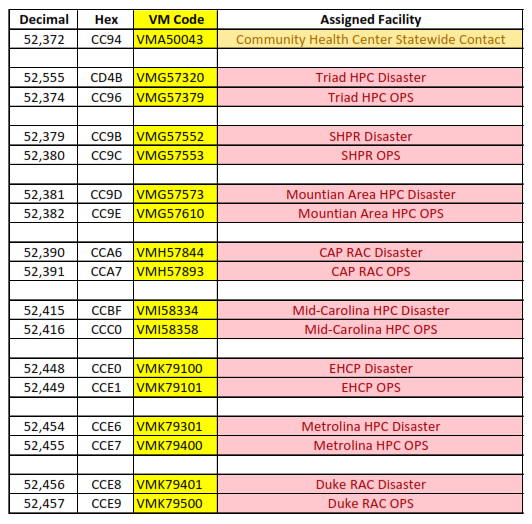 Decimal Hex VM Code Assigned Facility
52,372 CC94 VMA50043 Community Health Center Statewide Contact
52,555 CD4B VMG57320 Triad HPC Disaster
52,374 CC96 VMG57379 Triad HPC OPS
52,379 CC9B VMG57552 SHPR Disaster
52,380 CC9C VMG57553 SHPR OPS
52,381 CC9D VMG57573 Mountian Area HPC Disaster
52,382 CC9E VMG57610 Mountian Area HPC OPS
52,390 CCA6 VMH57844 CAP RAC Disaster
52,391 CCA7 VMH57893 CAP RAC OPS
52,415 CCBF VMI58334 Mid-Carolina HPC Disaster
52,416 CCC0 VMI58358 Mid-Carolina HPC OPS
52,448 CCE0 VMK79100 EHCP Disaster
52,449 CCE1 VMK79101 EHCP OPS
52,454 CCE6 VMK79301 Metrolina HPC Disaster
52,455 CCE7 VMK79400 Metrolina HPC OPS
52,456 CCE8 VMK79401 Duke RAC Disaster
52,457 CCE9 VMK79500 Duke RAC OPS